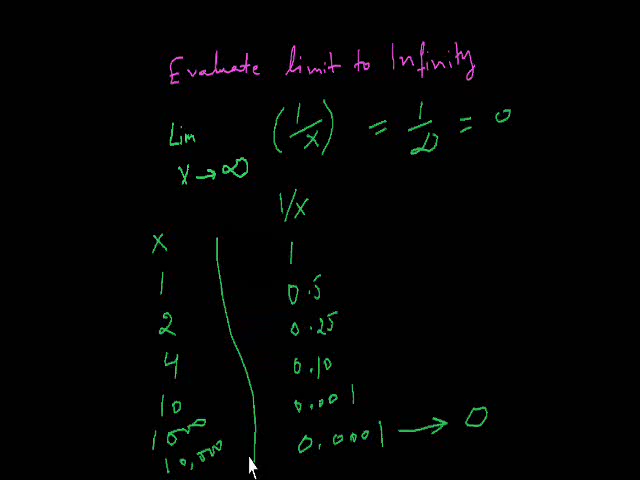 Evaluate limit to Infinity
Lim (1/x) = 1/∞ = 0
x → ∞
1/x
x 1
1 0.5
2 0.25
4 0.10
10 0.001
1000 0.0001 → 0
10,000